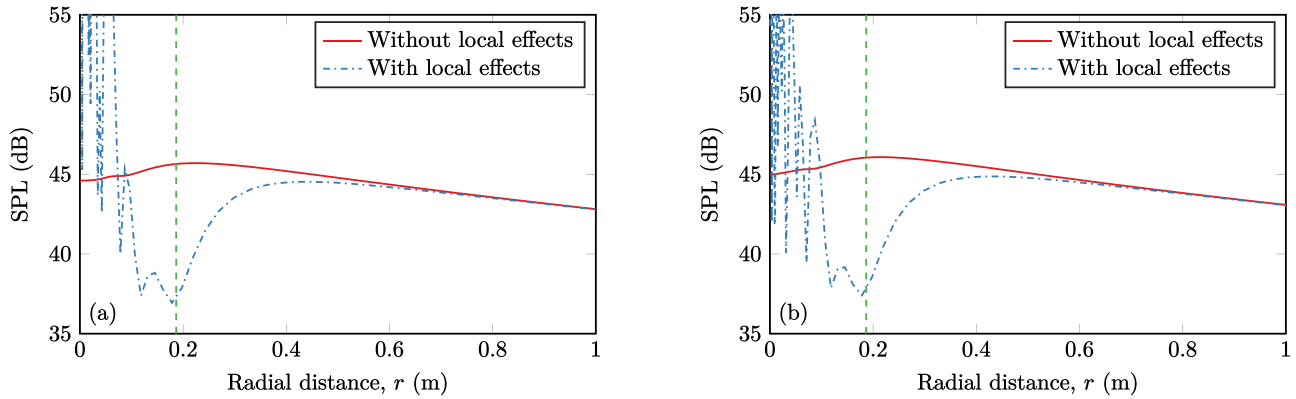 55
50
45
40
35
SPL (dB)
Without local effects
With local effects
(a)
0
0.2
0.4
0.6
0.8
1
Radial distance, r (m)
55
50
45
40
35
SPL (dB)
Without local effects
With local effects
(b)
0
0.2
0.4
0.6
0.8
1
Radial distance, r (m)